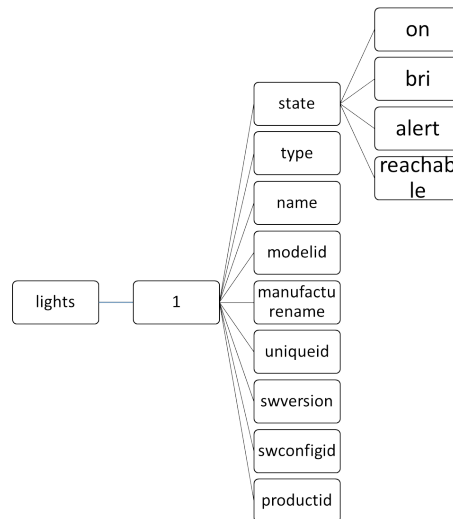 on
bri
state
alert
type
reachab
le
name
modelid
lights
1
manufactu
rename
uniqueid
swversion
swconfigid
productid